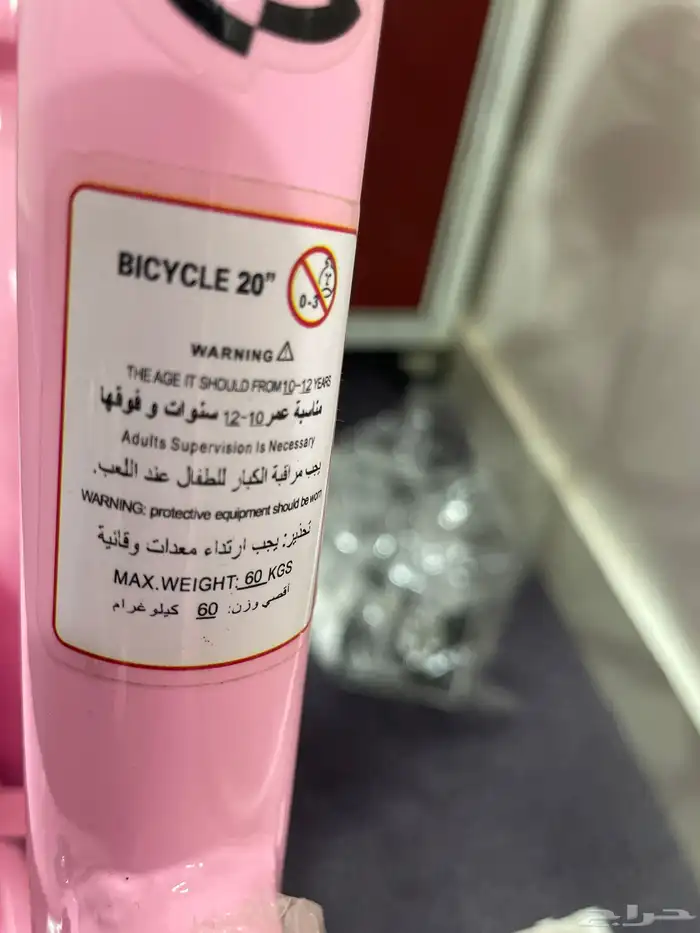 BICYCLE 20”
0-3
WARNING
THE AGE IT SHOULD FROM 10-12 YEARS
مناسبة عمر 10-12 سنوات و فوقها
Adults Supervision Is Necessary
يجب مراقبة الكبار للطفال عند اللعب.
WARNING: protective equipment should be worn
تحذير: يجب ارتداء معدات وقائية
MAX.WEIGHT: 60 KGS
أقصي وزن: 60 كيلو غرام
حراج